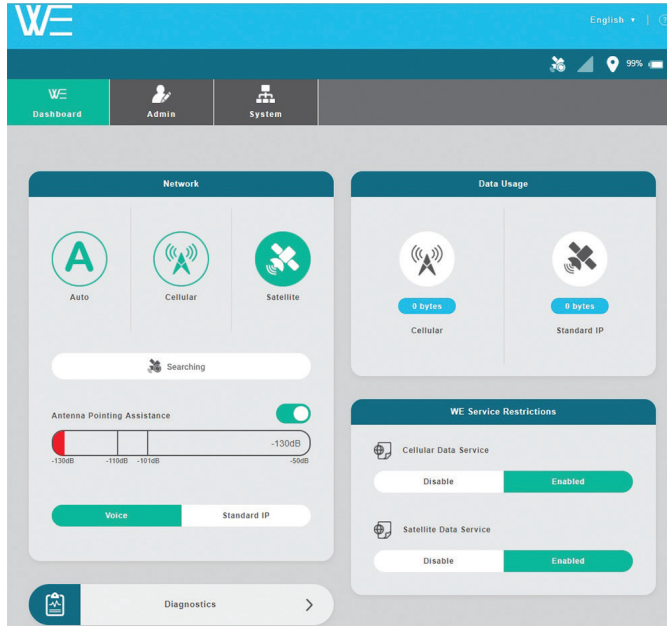 WE
English
99%
WE
Dashboard
Admin
System
Network
A
Auto
Cellular
Satellite
Searching
Antenna Pointing Assistance
-130dB
-130dB -110dB -101dB -50dB
Voice
Standard IP
Diagnostics
Data Usage
0 bytes
Cellular
0 bytes
Standard IP
WE Service Restrictions
Cellular Data Service
Disable
Enabled
Satellite Data Service
Disable
Enabled